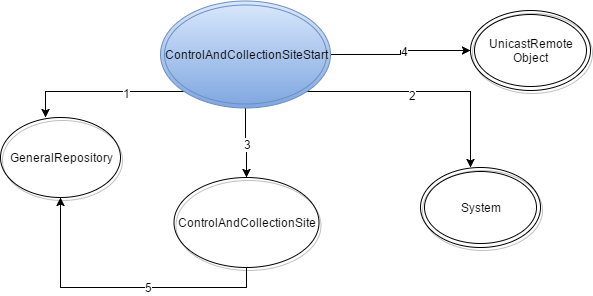 ControlAndCollectionSiteStart
4
UnicastRemote
Object
1
2
3
GeneralRepository
ControlAndCollectionSite
System
5